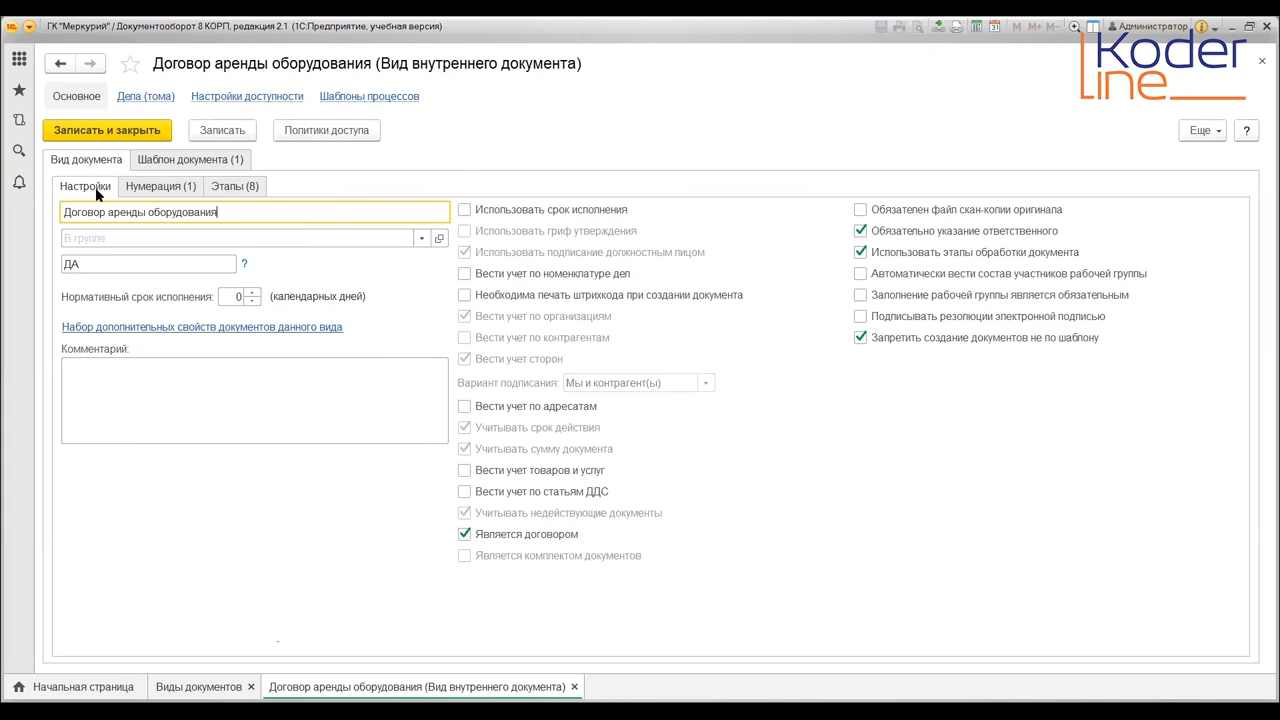 ГК "Меркурий" / Документооборот 8 КОРП, редакция 2.1 (1С:Предприятие, учебная версия)
M M+ M-
Администратор
Koder
line
Договор аренды оборудования (Вид внутреннего документа)
Основное Дела (тома) Настройки доступности Шаблоны процессов
Записать и закрыть Записать Политики доступа Еще ?
Вид документа Шаблон документа (1)
Настройки Нумерация (1) Этапы (8)
Договор аренды оборудования
В группе
ДА ?
Нормативный срок исполнения: 0 (календарных дней)
Набор дополнительных свойств документов данного вида
Комментарий:
Использовать срок исполнения
Использовать гриф утверждения
Использовать подписание должностным лицом
Вести учет по номенклатуре дел
Необходима печать штрихкода при создании документа
Вести учет по организациям
Вести учет по контрагентам
Вести учет сторон
Вариант подписания: Мы и контрагент(ы)
Вести учет по адресатам
Учитывать срок действия
Учитывать сумму документа
Вести учет товаров и услуг
Вести учет по статьям ДДС
Учитывать недействующие документы
Является договором
Является комплектом документов
Обязателен файл скан-копии оригинала
Обязательно указание ответственного
Использовать этапы обработки документа
Автоматически вести состав участников рабочей группы
Заполнение рабочей группы является обязательным
Подписывать резолюции электронной подписью
Запретить создание документов не по шаблону
Начальная страница Виды документов Договор аренды оборудования (Вид внутреннего документа)